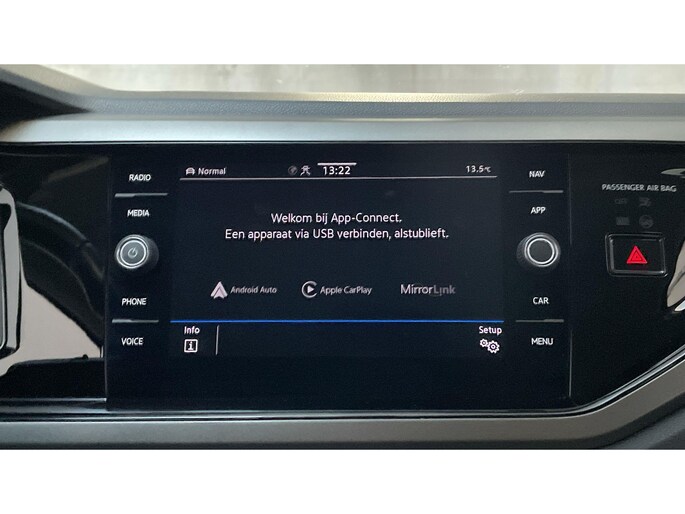 RADIO
MEDIA
PHONE
VOICE
Normal 13:22 13.5°C
Welkom bij App-Connect.
Een apparaat via USB verbinden, alstublieft.
Android Auto Apple CarPlay MirrorLink
Info Setup
NAV
APP
CAR
MENU
PASSENGER AIR BAG
OFF